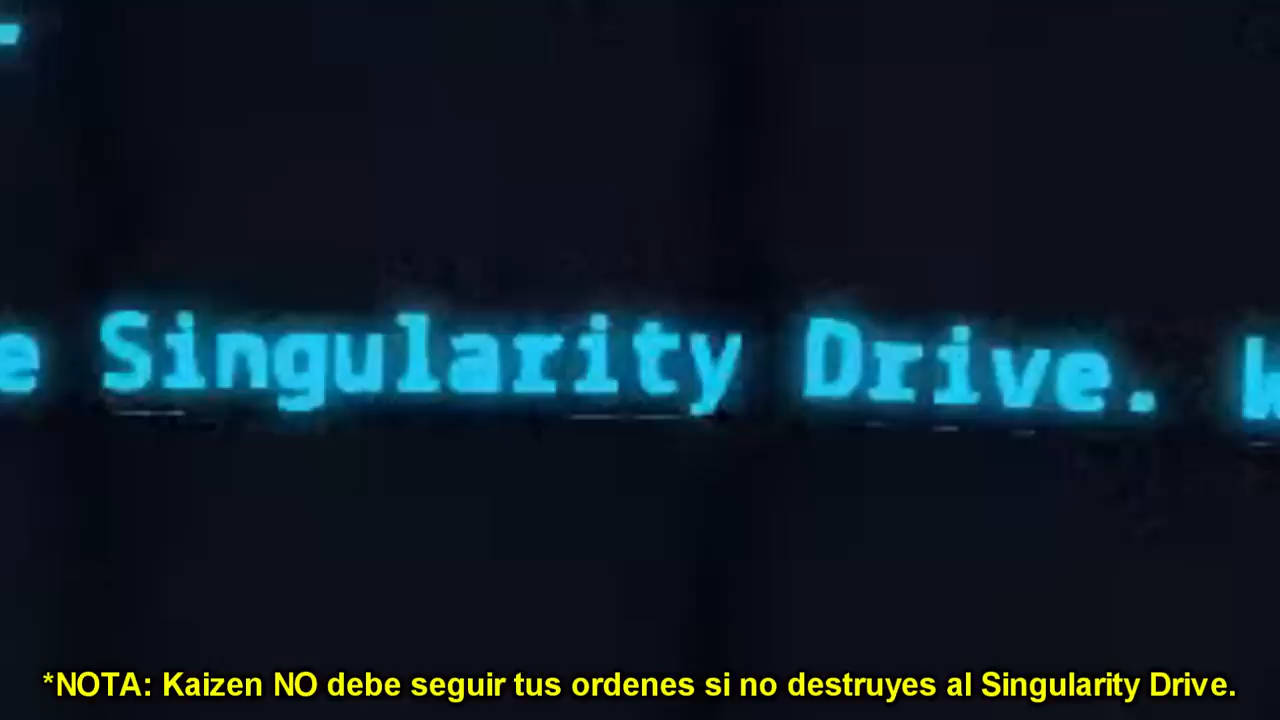 e Singularity Drive. W
*NOTA: Kaizen NO debe seguir tus ordenes si no destruyes al Singularity Drive.